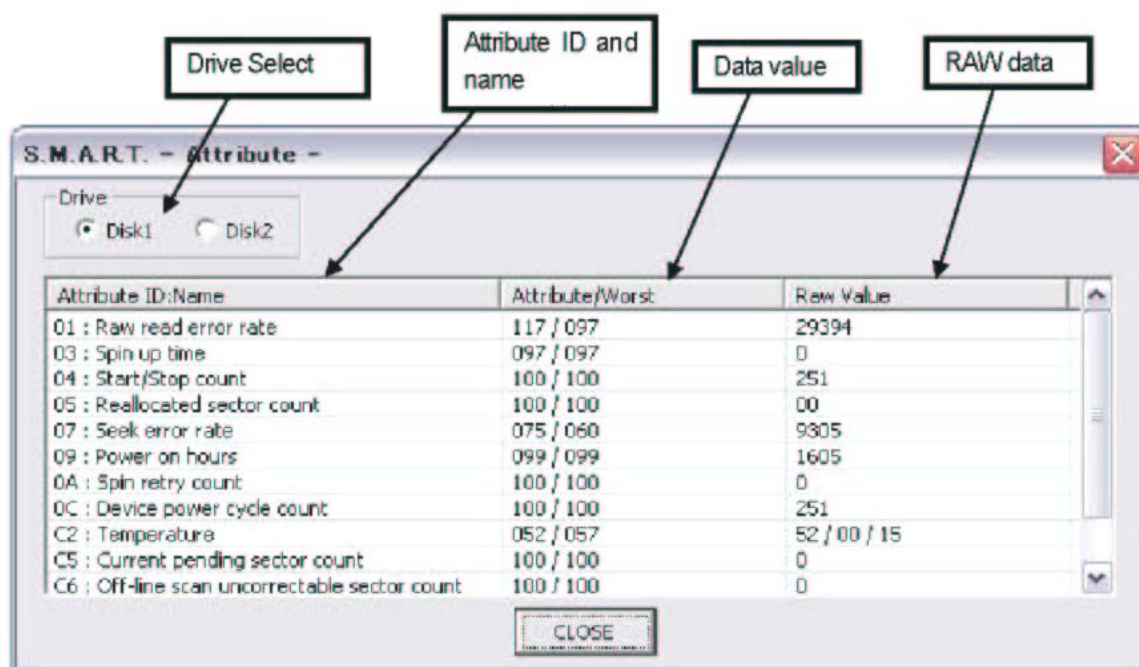 Drive Select
Attribute ID and
name
Data value
RAW data
S.M.A.R.T. - Attribute -
Drive
Disk1 Disk2
Attribute ID:Name Attribute/Worst Raw Value
01 : Raw read error rate 117 / 097 29394
03 : Spin up time 097 / 097 0
04 : Start/Stop count 100 / 100 251
05 : Reallocated sector count 100 / 100 00
07 : Seek error rate 075 / 060 9305
09 : Power on hours 099 / 099 1605
0A : Spin retry count 100 / 100 0
0C : Device power cycle count 100 / 100 251
C2 : Temperature 052 / 057 52 / 00 / 15
C5 : Current pending sector count 100 / 100 0
C6 : Off-line scan uncorrectable sector count 100 / 100 0
CLOSE